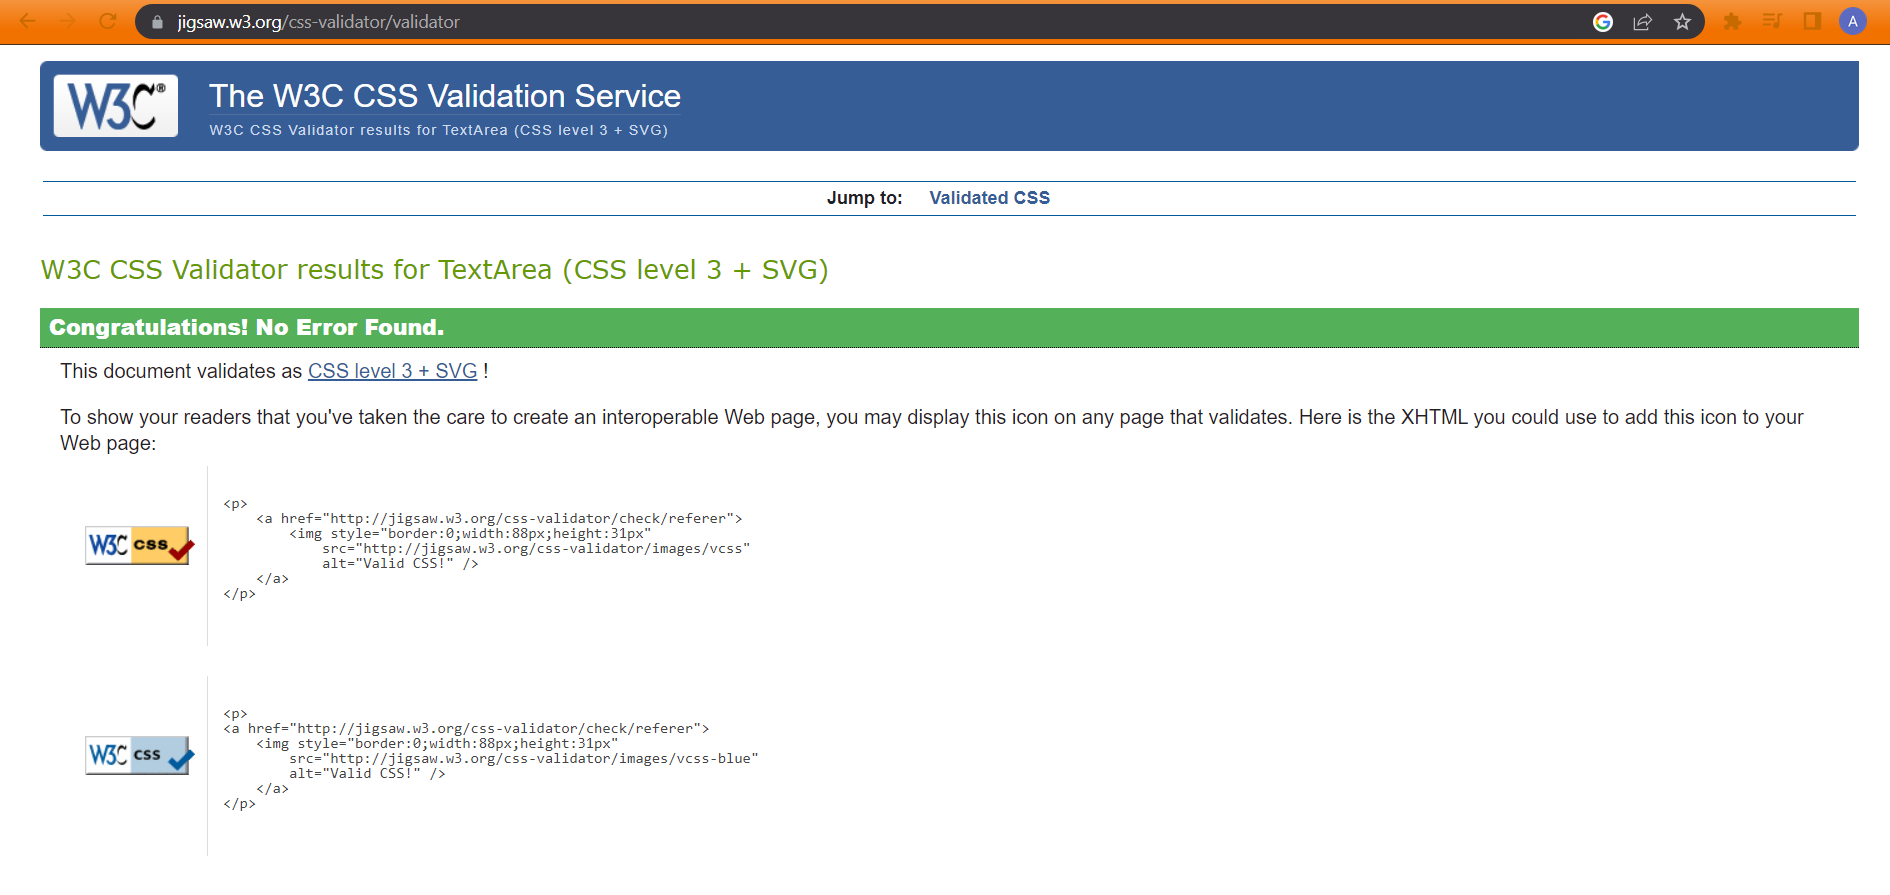 jigsaw.w3.org/css-validator/validator
A
W3C®
The W3C CSS Validation Service
W3C CSS Validator results for TextArea (CSS level 3 + SVG)
Jump to: Validated CSS
W3C CSS Validator results for TextArea (CSS level 3 + SVG)
Congratulations! No Error Found.
This document validates as CSS level 3 + SVG !
To show your readers that you've taken the care to create an interoperable Web page, you may display this icon on any page that validates. Here is the XHTML you could use to add this icon to your
Web page:
W3C css
<p>
    <a href="http://jigsaw.w3.org/css-validator/check/referer">
        <img style="border:0;width:88px;height:31px"
            src="http://jigsaw.w3.org/css-validator/images/vcss"
            alt="Valid CSS!" />
    </a>
</p>
W3C css
<p>
<a href="http://jigsaw.w3.org/css-validator/check/referer">
    <img style="border:0;width:88px;height:31px"
        src="http://jigsaw.w3.org/css-validator/images/vcss-blue"
        alt="Valid CSS!" />
    </a>
</p>